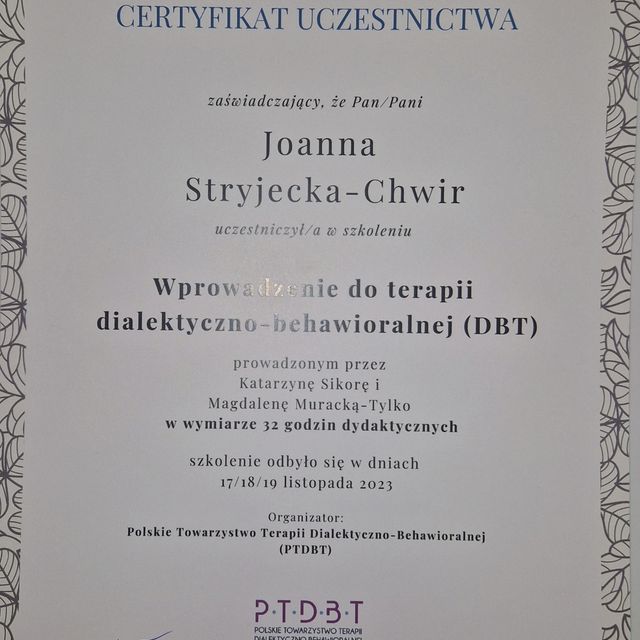 CERTYFIKAT UCZESTNICTWA
zaświadczający, że Pan/Pani
Joanna
Stryjecka-Chwir
uczestniczył/a w szkoleniu
Wprowadzenie do terapii
dialektyczno-behawioralnej (DBT)
prowadzonym przez
Katarzynę Sikorę i
Magdalenę Muracką-Tylko
w wymiarze 32 godzin dydaktycznych
szkolenie odbyło się w dniach
17/18/19 listopada 2023
Organizator:
Polskie Towarzystwo Terapii Dialektyczno-Behawioralnej
(PTDBT)
P·T·D·B·T
POLSKIE TOWARZYSTWO TERAPII
DIALEKTYCZNO-BEHAWIORALNEJ